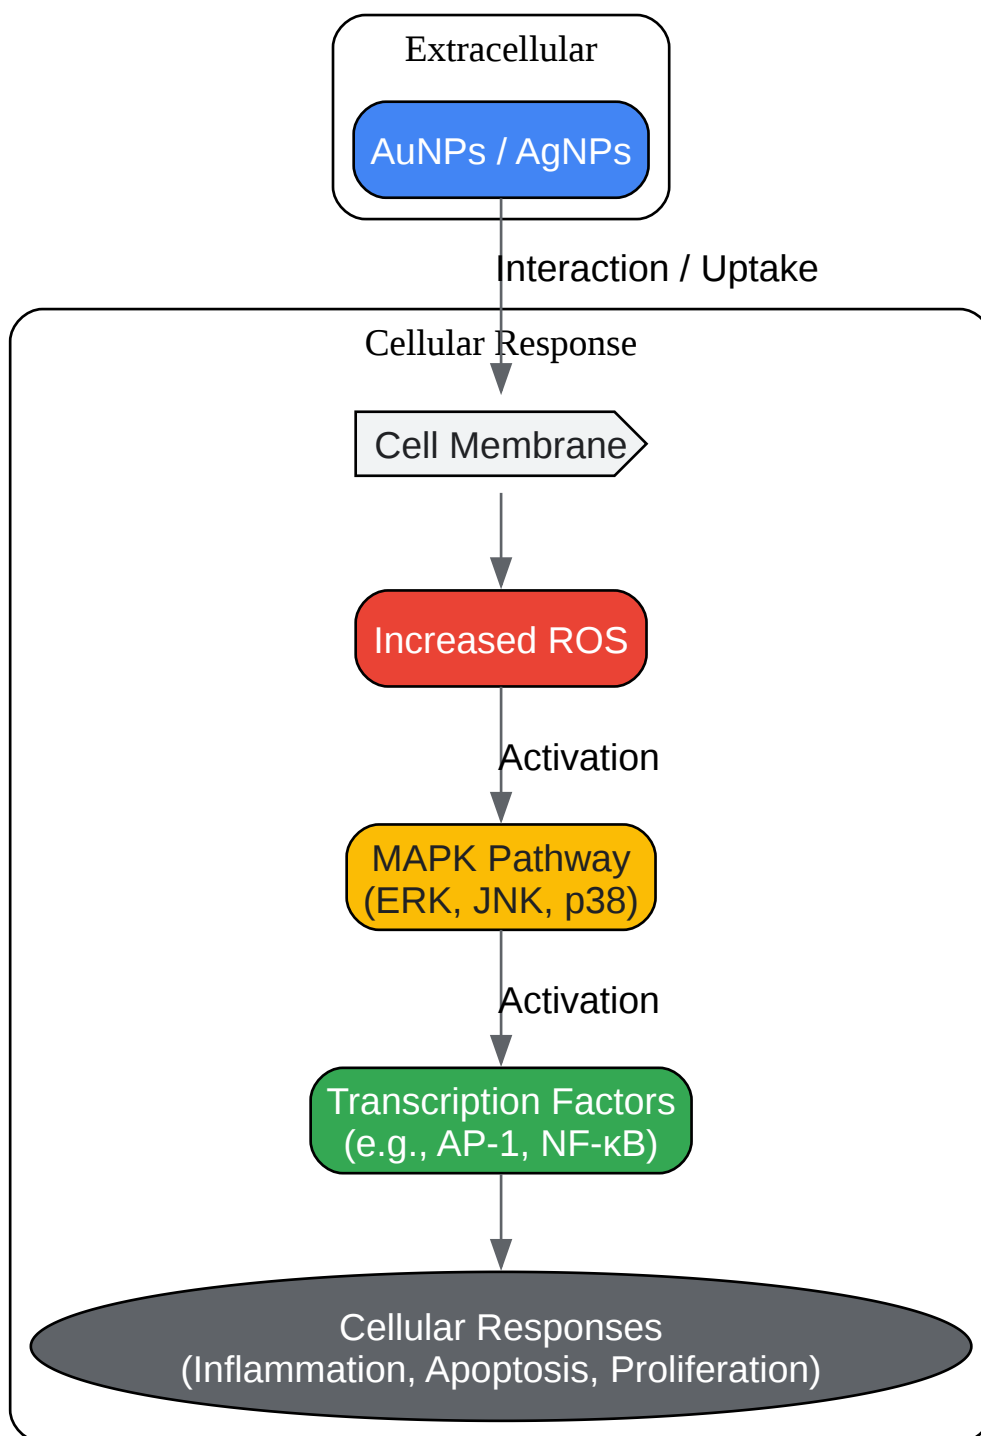 Extracellular
AuNPs / AgNPs
Interaction / Uptake
Cellular Response
Cell Membrane
Increased ROS
Activation
MAPK Pathway
(ERK, JNK, p38)
Activation
Transcription Factors
(e.g., AP-1, NF-κB)
Cellular Responses
(Inflammation, Apoptosis, Proliferation)